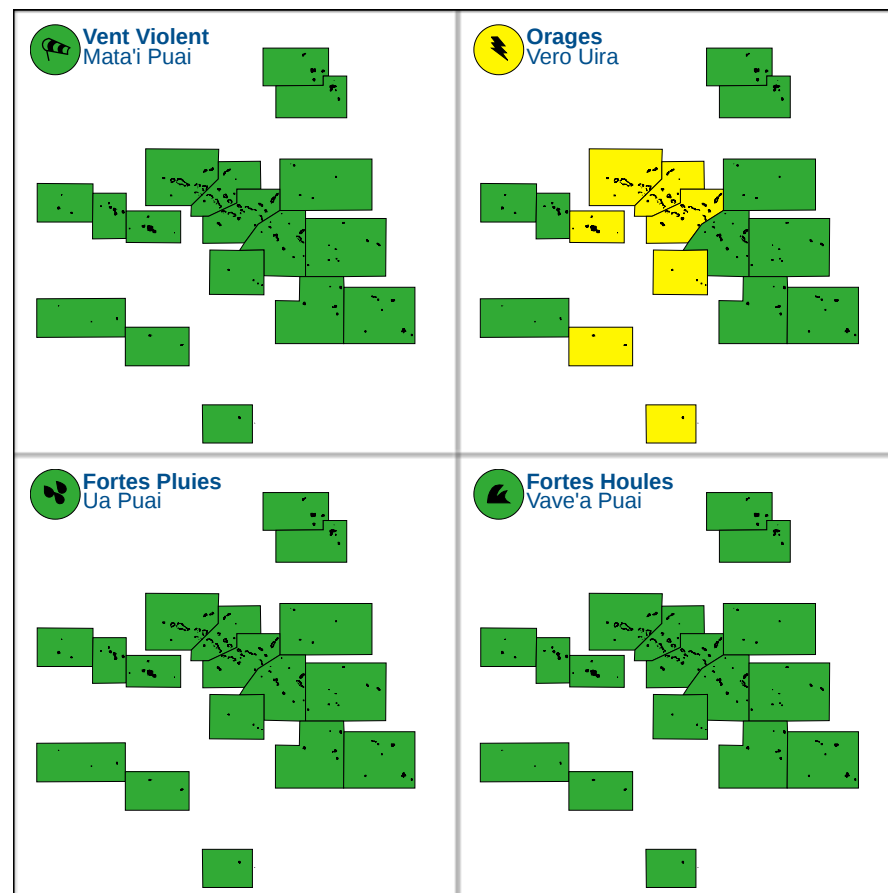 Vent Violent
Mata'i Puai
Orages
Vero Uira
Fortes Pluies
Ua Puai
Fortes Houles
Vave'a Puai